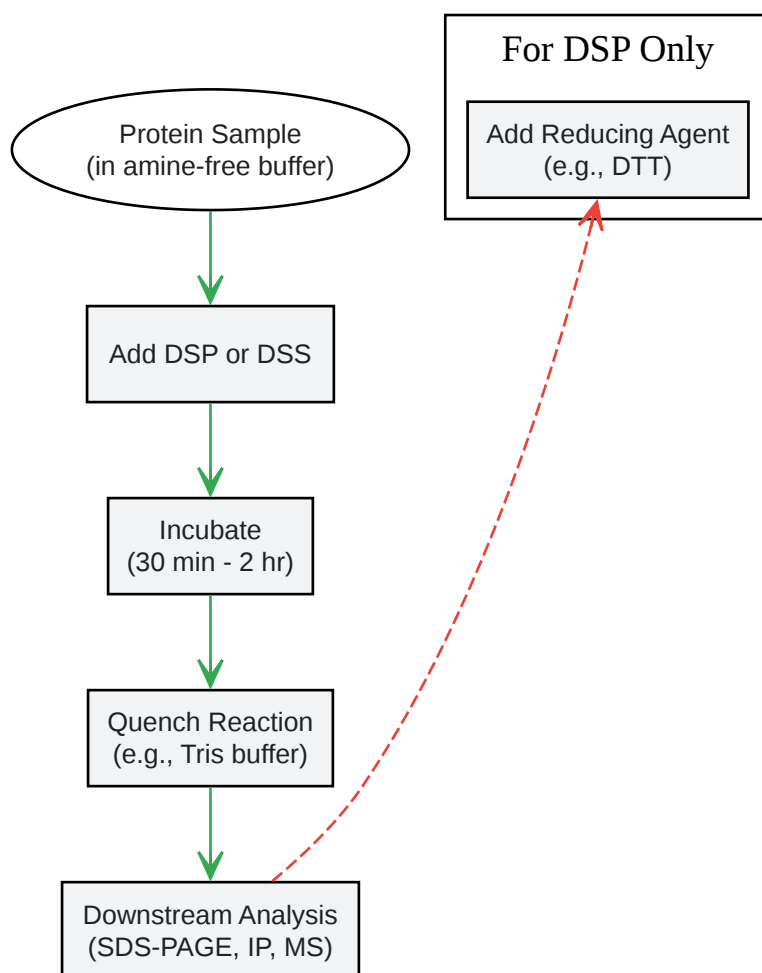 For DSP Only
Add Reducing Agent
(e.g., DTT)
Protein Sample
(in amine-free buffer)
Add DSP or DSS
Incubate
(30 min - 2 hr)
Quench Reaction
(e.g., Tris buffer)
Downstream Analysis
(SDS-PAGE, IP, MS)